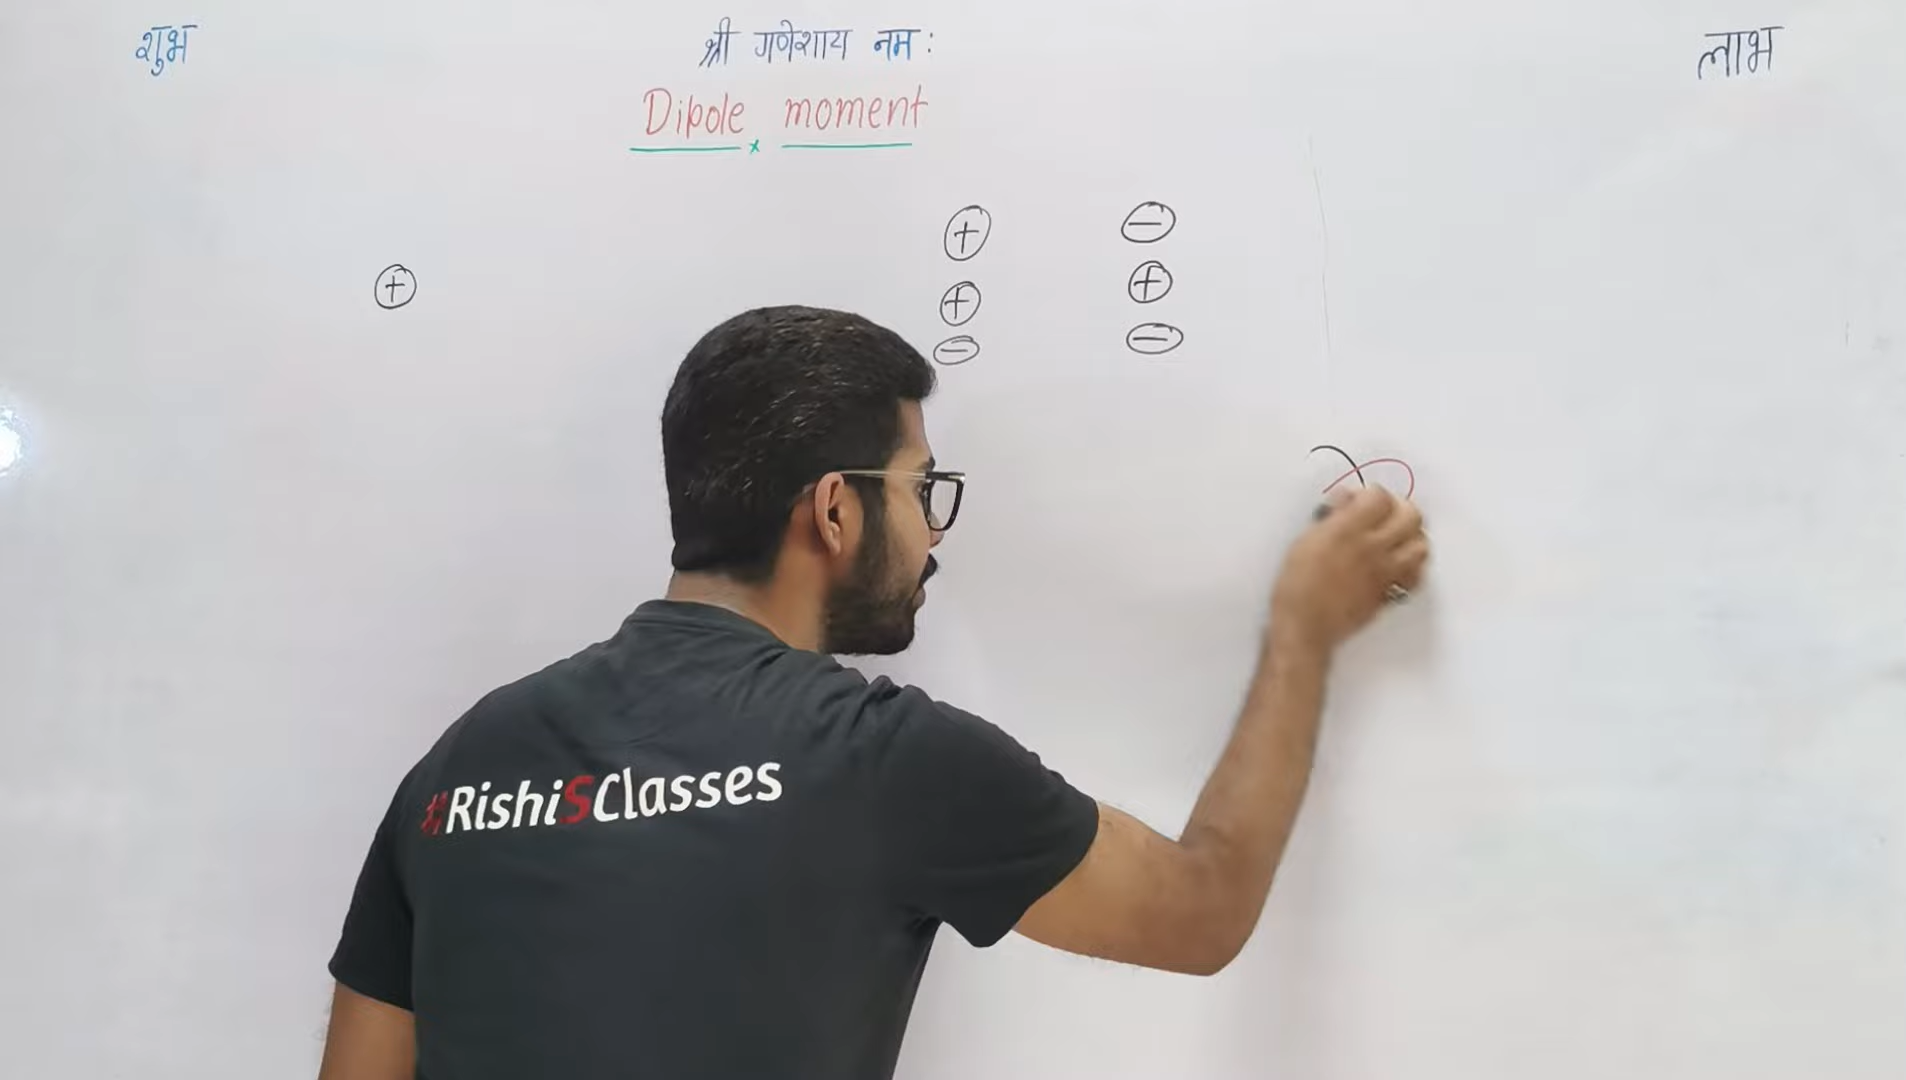 शुभ श्री गणेशाय नमः लाभ
Dipole moment
+ −
+
+ +
− −
#RishiSClasses